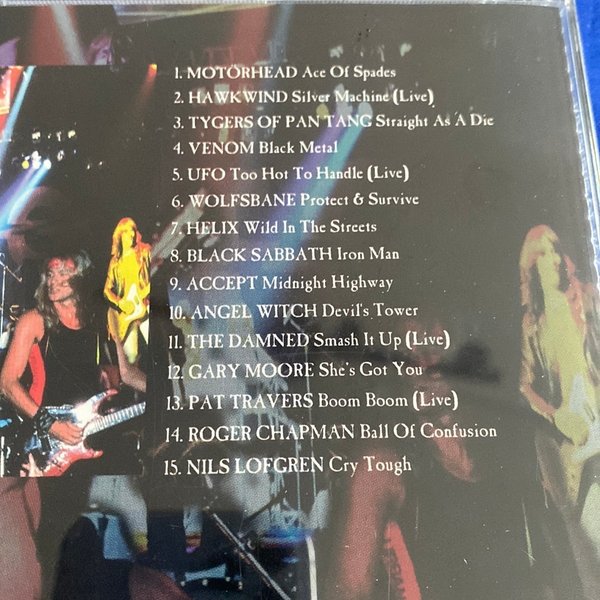 1. MOTÖRHEAD Ace Of Spades
2. HAWKWIND Silver Machine (Live)
3. TYGERS OF PAN TANG Straight As A Die
4. VENOM Black Metal
5. UFO Too Hot To Handle (Live)
6. WOLFSBANE Protect & Survive
7. HELIX Wild In The Streets
8. BLACK SABBATH Iron Man
9. ACCEPT Midnight Highway
10. ANGEL WITCH Devil's Tower
11. THE DAMNED Smash It Up (Live)
12. GARY MOORE She's Got You
13. PAT TRAVERS Boom Boom (Live)
14. ROGER CHAPMAN Ball Of Confusion
15. NILS LOFGREN Cry Tough